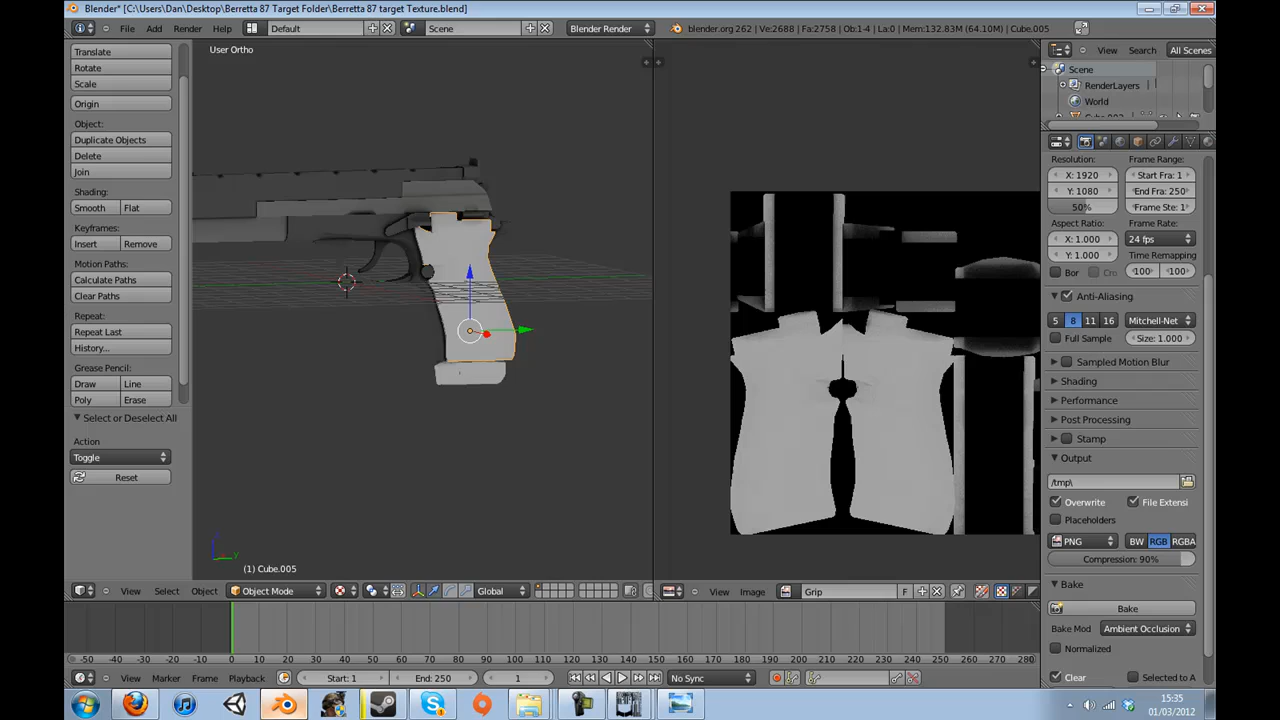 Blender* [C:\Users\Dan\Desktop\Berretta 87 Target Folder\Berretta 87 target Texture.blend]
File Add Render Help Default Scene Blender Render blender.org 262 | Ve:2688 | Fa:2758 | Ob:1-4 | La:0 | Mem:132.83M (64.10M) | Cube.005
Translate
Rotate
Scale
Origin
Object:
Duplicate Objects
Delete
Join
Shading:
Smooth Flat
Keyframes:
Insert Remove
Motion Paths:
Calculate Paths
Clear Paths
Repeat:
Repeat Last
History...
Grease Pencil:
Draw Line
Poly Erase
Select or Deselect All
Action
Toggle
Reset
User Ortho
(1) Cube.005
View Select Object Object Mode Global
View Image Grip F
View Search All Scenes
Scene
RenderLayers
World
Resolution: Frame Range:
X: 1920 Start Fra: 1
Y: 1080 End Fra: 250
50% Frame Ste: 1
Aspect Ratio: Frame Rate:
X: 1.000 24 fps
Y: 1.000 Time Remapping
Bor Cro :100 :100
Anti-Aliasing
5 8 11 16 Mitchell-Net
Full Sample Size: 1.000
Sampled Motion Blur
Shading
Performance
Post Processing
Stamp
Output
/tmp\
Overwrite File Extensi
Placeholders
PNG BW RGB RGBA
Compression: 90%
Bake
Bake
Bake Mod Ambient Occlusion
Normalized
Clear Selected to A
-50 -40 -30 -20 -10 0 10 20 30 40 50 60 70 80 90 100 110 120 130 140 150 160 170 180 190 200 210 220 230 240 250 260 270 280
View Marker Frame Playback Start: 1 End: 250 1 No Sync
15:35
01/03/2012